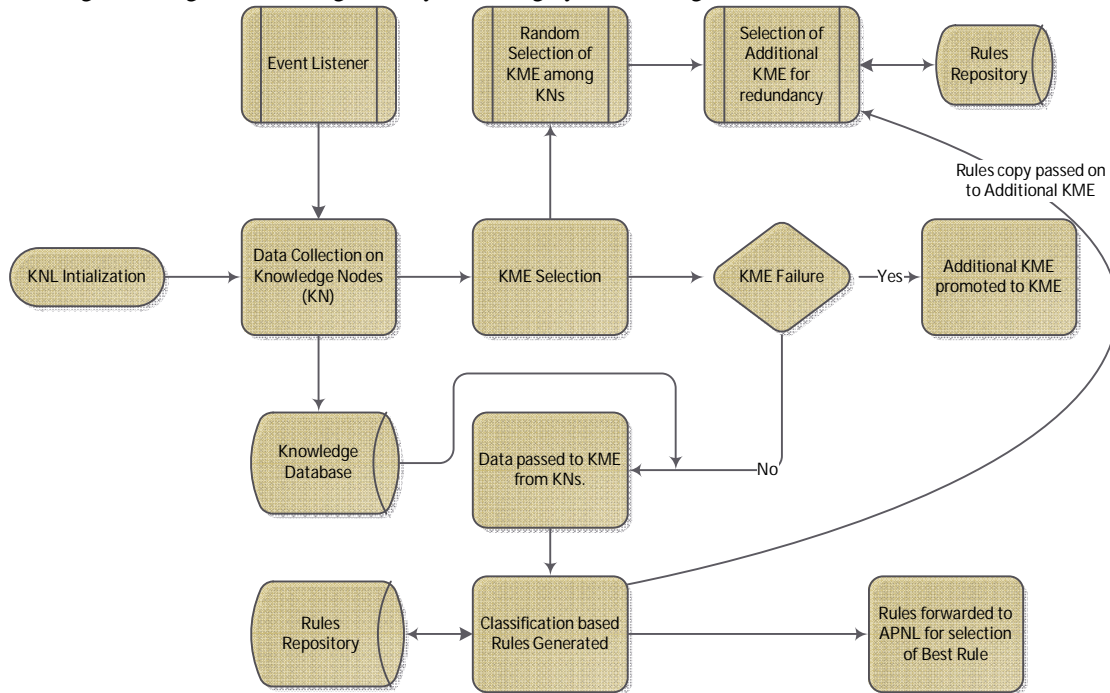 Event Listener
Random
Selection of
KME among
KNs
Selection of
Additional
KME for
redundancy
Rules
Repository
Rules copy passed on
to Additional KME
KNL Intialization
Data Collection on
Knowledge Nodes
(KN)
KME Selection
KME Failure
Yes
Additional KME
promoted to KME
Knowledge
Database
Data passed to KME
from KNs.
No
Rules
Repository
Classification based
Rules Generated
Rules forwarded to
APNL for selection
of Best Rule